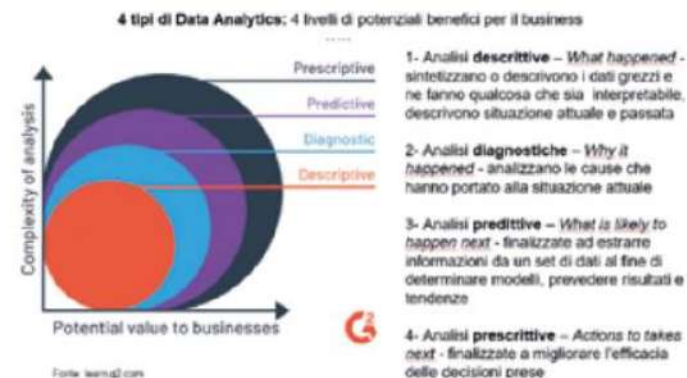 4 tipi di Data Analytics: 4 livelli di potenziali benefici per il business
Prescriptive
Predictive
Diagnostic
Descriptive
Complexity of analysis
Potential value to businesses
G2
Fonte: learn.g2.com
1- Analisi descrittive – What happened -
sintetizzano o descrivono i dati grezzi e
ne fanno qualcosa che sia interpretabile,
descrivono situazione attuale e passata
2- Analisi diagnostiche – Why it
happened - analizzano le cause che
hanno portato alla situazione attuale
3- Analisi predittive – What is likely to
happen next - finalizzate ad estrarre
informazioni da un set di dati al fine di
determinare modelli, prevedere risultati e
tendenze
4- Analisi prescrittive – Actions to takes
next - finalizzate a migliorare l'efficacia
delle decisioni prese